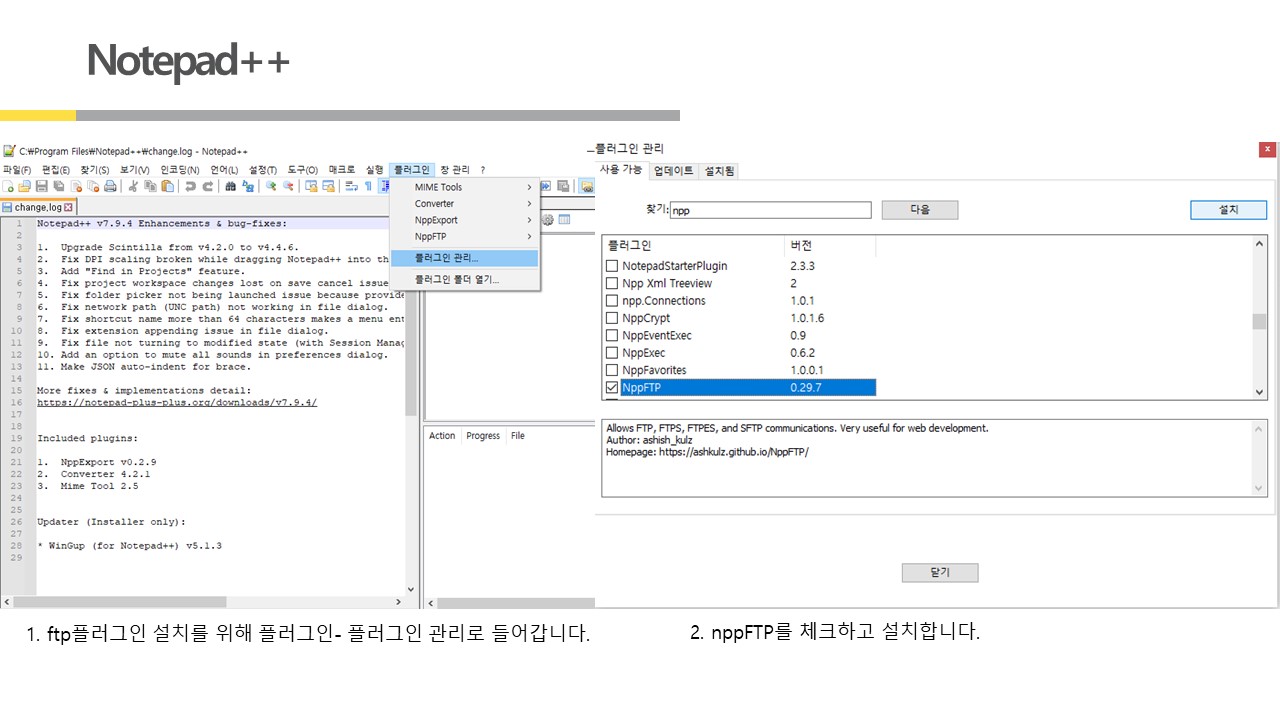 Notepad++
C:₩Program Files₩Notepad++₩change.log - Notepad++
파일(F) 편집(E) 찾기(S) 보기(V) 인코딩(N) 언어(L) 설정(T) 도구(O) 매크로 실행 플러그인 창 관리 ?
MIME Tools
Converter
NppExport
NppFTP
플러그인 관리...
플러그인 폴더 열기...
change.log
1 Notepad++ v7.9.4 Enhancements & bug-fixes:
2
3 1. Upgrade Scintilla from v4.2.0 to v4.4.6.
4 2. Fix DPI scaling broken while dragging Notepad++ into th
5 3. Add "Find in Projects" feature.
6 4. Fix project workspace changes lost on save cancel issue
7 5. Fix folder picker not being launched issue because provide
8 6. Fix network path (UNC path) not working in file dialog.
9 7. Fix shortcut name more than 64 characters makes a menu ent
10 8. Fix extension appending issue in file dialog.
11 9. Fix file not turning to modified state (with Session Manag
12 10. Add an option to mute all sounds in preferences dialog.
13 11. Make JSON auto-indent for brace.
14
15 More fixes & implementations detail:
16 https://notepad-plus-plus.org/downloads/v7.9.4/
17
18
19 Included plugins:
20
21 1. NppExport v0.2.9
22 2. Converter 4.2.1
23 3. Mime Tool 2.5
24
25
26 Updater (Installer only):
27
28 * WinGup (for Notepad++) v5.1.3
29
Action Progress File
플러그인 관리
x
사용 가능 업데이트 설치됨
찾기: npp 다음 설치
플러그인 버전
NotepadStarterPlugin 2.3.3
Npp Xml Treeview 2
npp.Connections 1.0.1
NppCrypt 1.0.1.6
NppEventExec 0.9
NppExec 0.6.2
NppFavorites 1.0.0.1
NppFTP 0.29.7
Allows FTP, FTPS, FTPES, and SFTP communications. Very useful for web development.
Author: ashish_kulz
Homepage: https://ashkulz.github.io/NppFTP/
닫기
1. ftp플러그인 설치를 위해 플러그인- 플러그인 관리로 들어갑니다.
2. nppFTP를 체크하고 설치합니다.